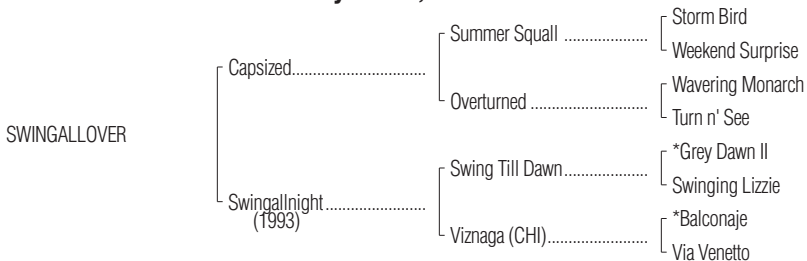 Storm Bird
Summer Squall ....................
Weekend Surprise
Capsized................................
Wavering Monarch
Overturned ............................
Turn n' See
SWINGALLOVER
*Grey Dawn II
Swing Till Dawn....................
Swinging Lizzie
Swingallnight........................
(1993)
*Balconaje
Viznaga (CHI)........................
Via Venetto